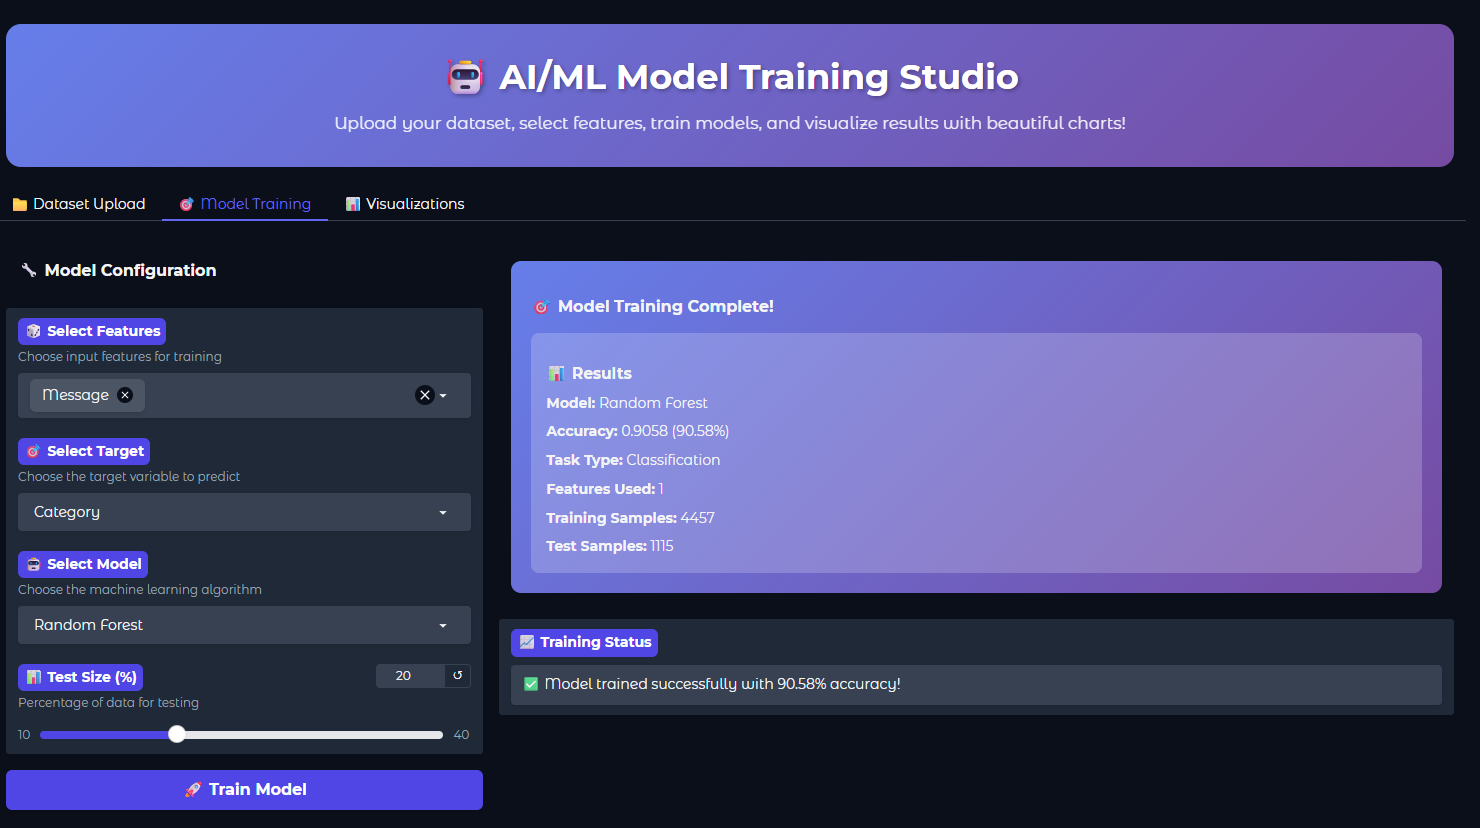 AI/ML Model Training Studio
Upload your dataset, select features, train models, and visualize results with beautiful charts!
Dataset Upload
Model Training
Visualizations
Model Configuration
Select Features
Choose input features for training
Message
Select Target
Choose the target variable to predict
Category
Select Model
Choose the machine learning algorithm
Random Forest
Test Size (%)
20
Percentage of data for testing
10
40
Train Model
Model Training Complete!
Results
Model: Random Forest
Accuracy: 0.9058 (90.58%)
Task Type: Classification
Features Used: 1
Training Samples: 4457
Test Samples: 1115
Training Status
Model trained successfully with 90.58% accuracy!